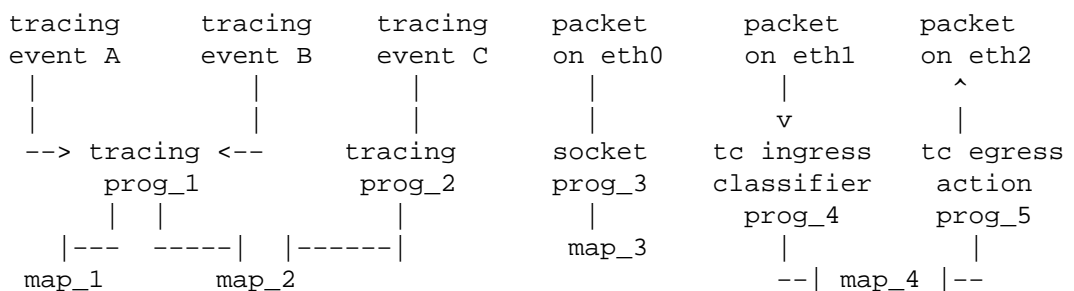 tracing tracing tracing packet packet packet
event A event B event C on eth0 on eth1 on eth2
| | | | | ^
| | | | v |
--> tracing <-- tracing socket tc ingress tc egress
prog_1 prog_2 prog_3 classifier action
| | | | prog_4 prog_5
|--- -----| |------| map_3 | |
map_1 map_2 --| map_4 |--